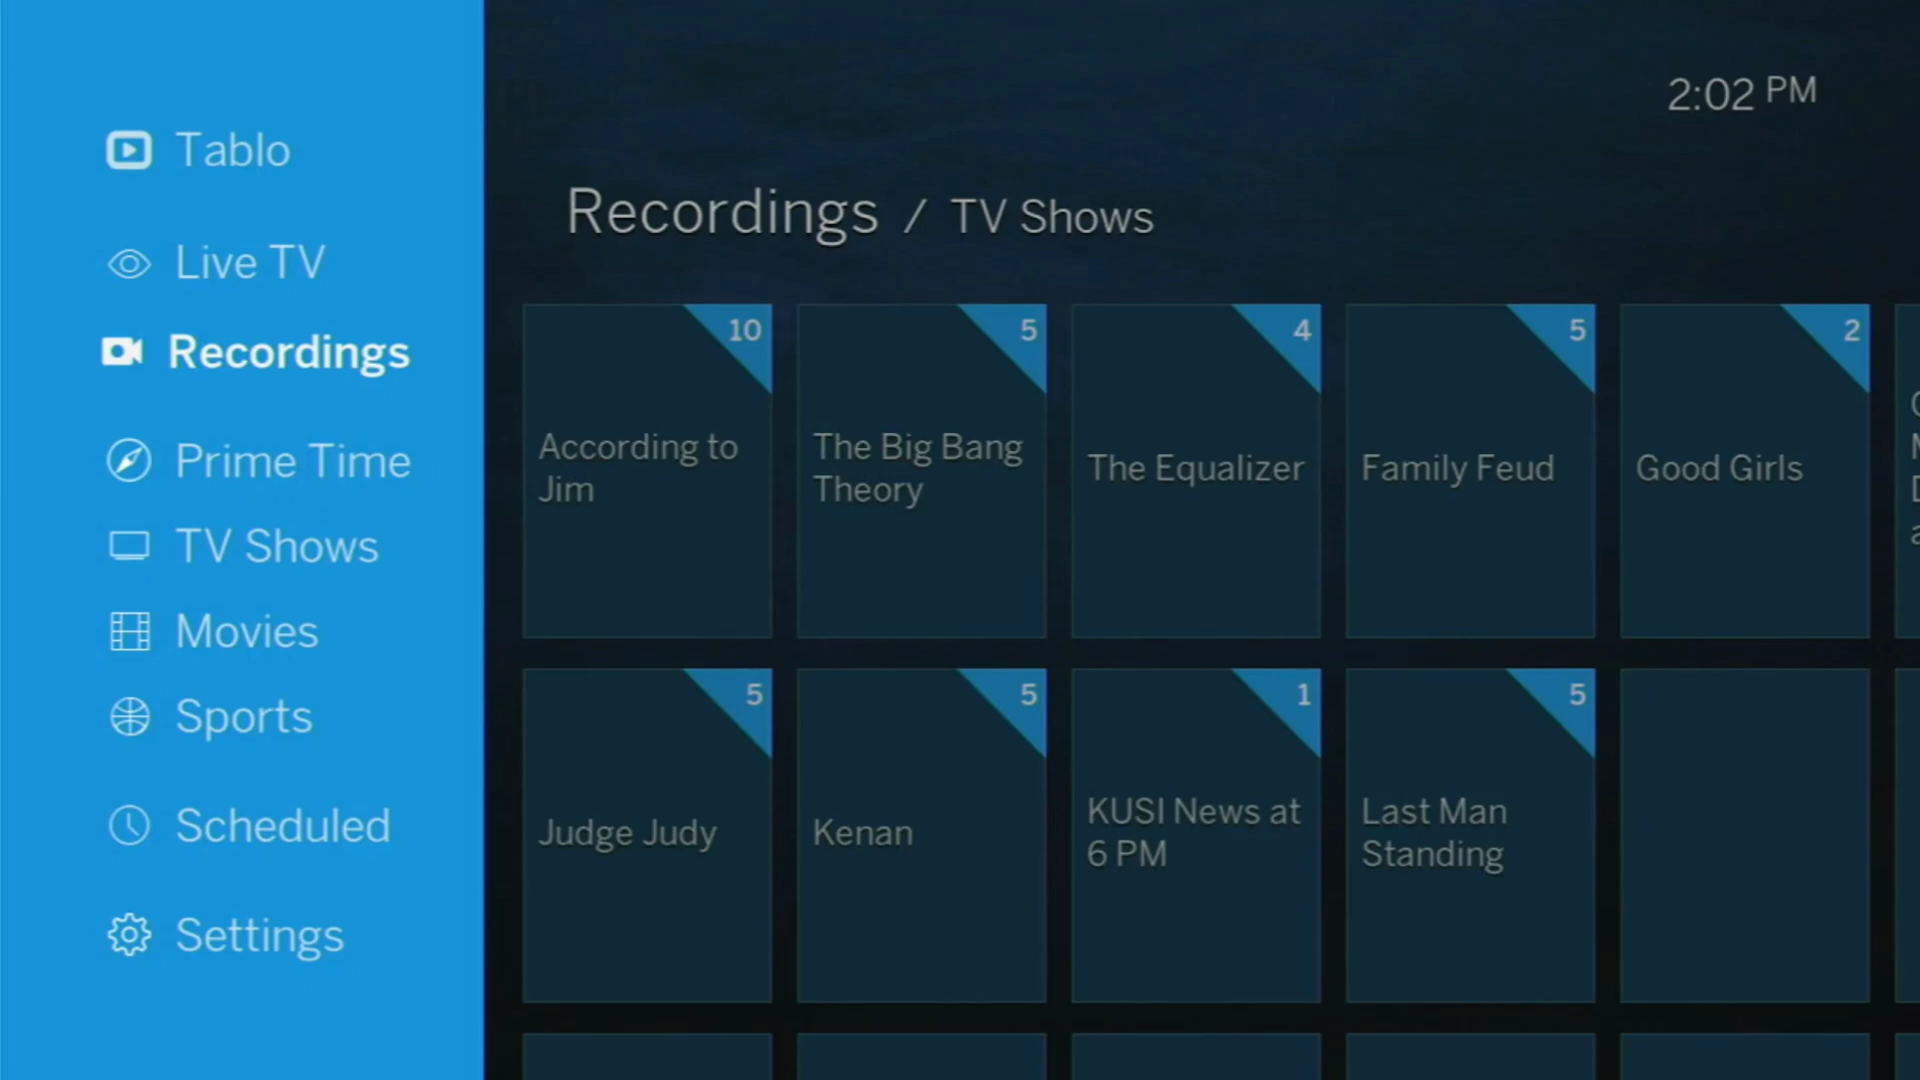 Tablo
Live TV
Recordings
Prime Time
TV Shows
Movies
Sports
Scheduled
Settings
2:02 PM
Recordings / TV Shows
10
According to
Jim
5
The Big Bang
Theory
4
The Equalizer
5
Family Feud
2
Good Girls
5
Judge Judy
5
Kenan
1
KUSI News at
6 PM
5
Last Man
Standing